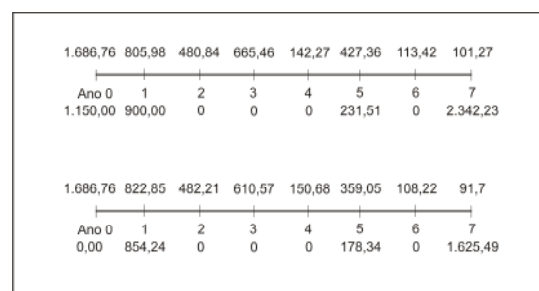 1.686,76 805,98 480,84 665,46 142,27 427,36 113,42 101,27
Ano 0 1 2 3 4 5 6 7
1.150,00 900,00 0 0 0 231,51 0 2.342,23
1.686,76 822,85 482,21 610,57 150,68 359,05 108,22 91,7
Ano 0 1 2 3 4 5 6 7
0,00 854,24 0 0 0 178,34 0 1.625,49